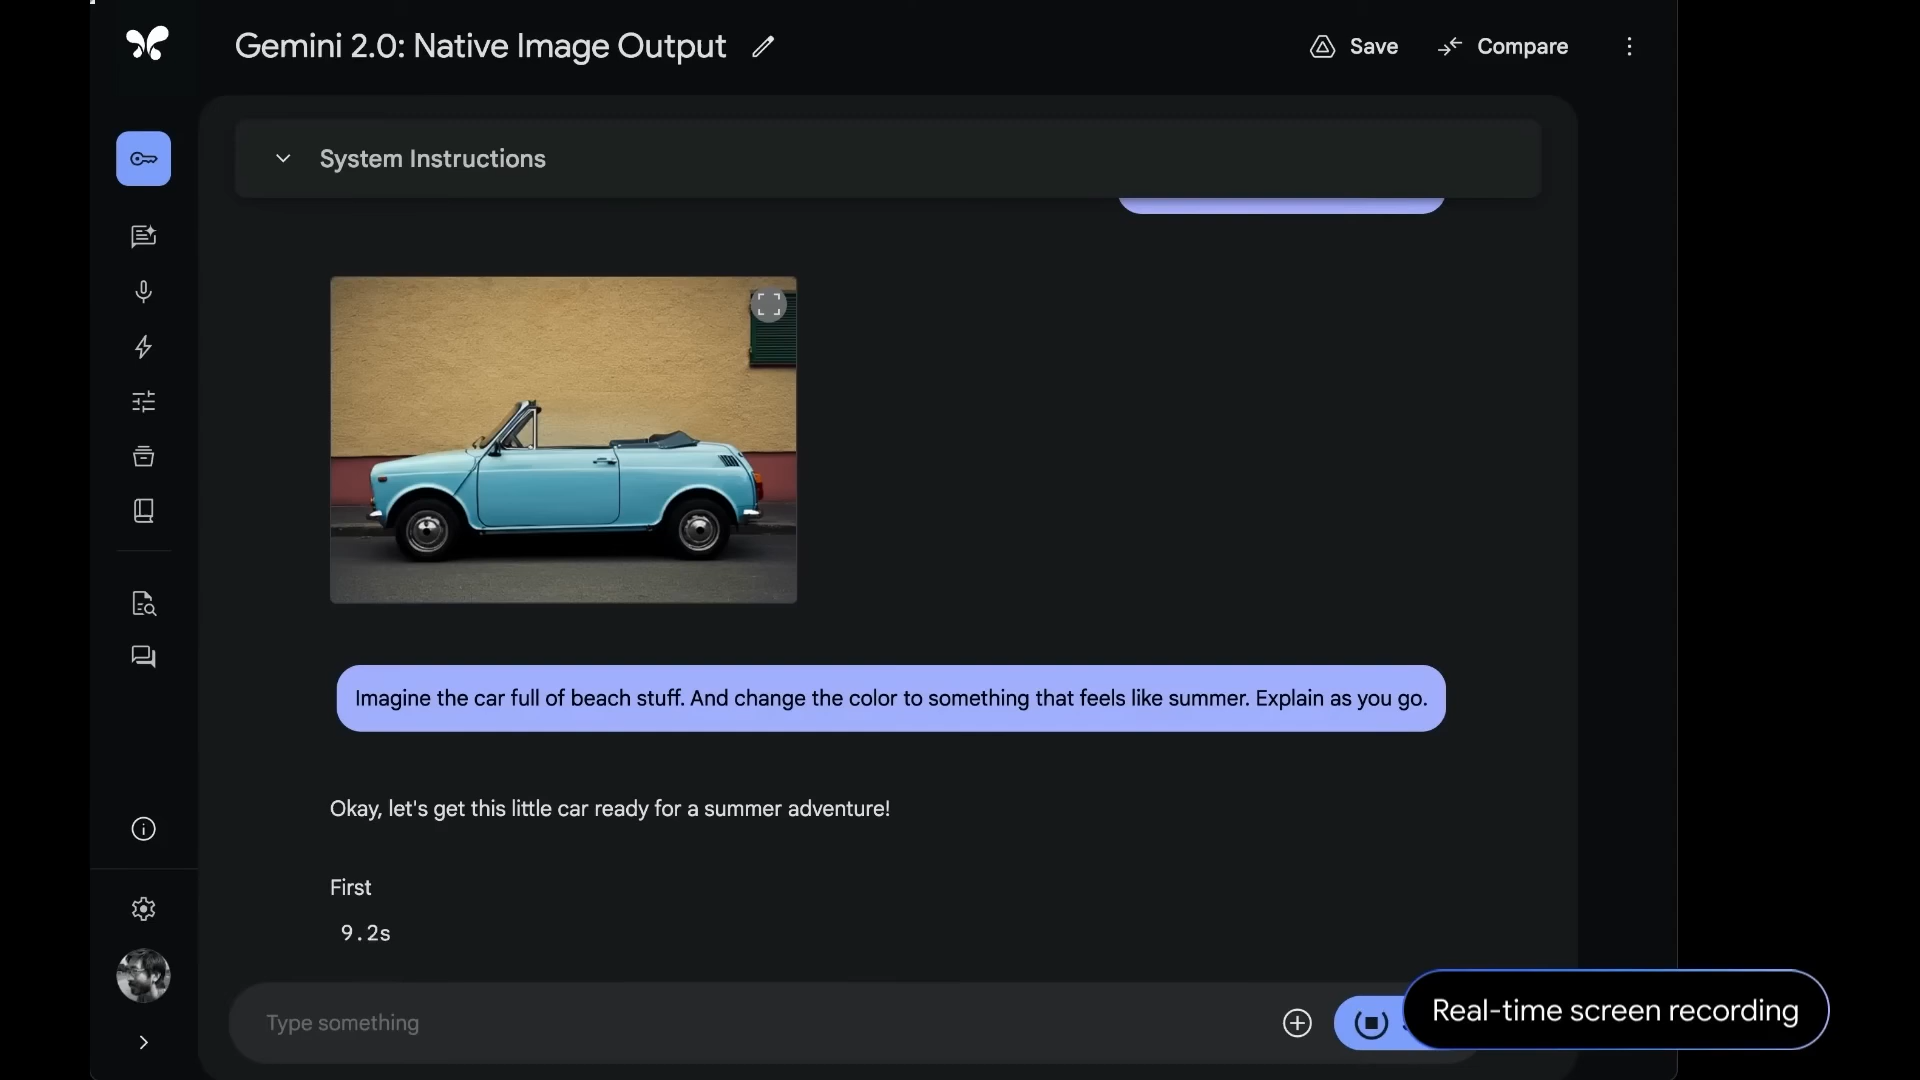 Gemini 2.0: Native Image Output
Save
Compare
System Instructions
Imagine the car full of beach stuff. And change the color to something that feels like summer. Explain as you go.
Okay, let's get this little car ready for a summer adventure!
First
9.2s
Type something
Real-time screen recording